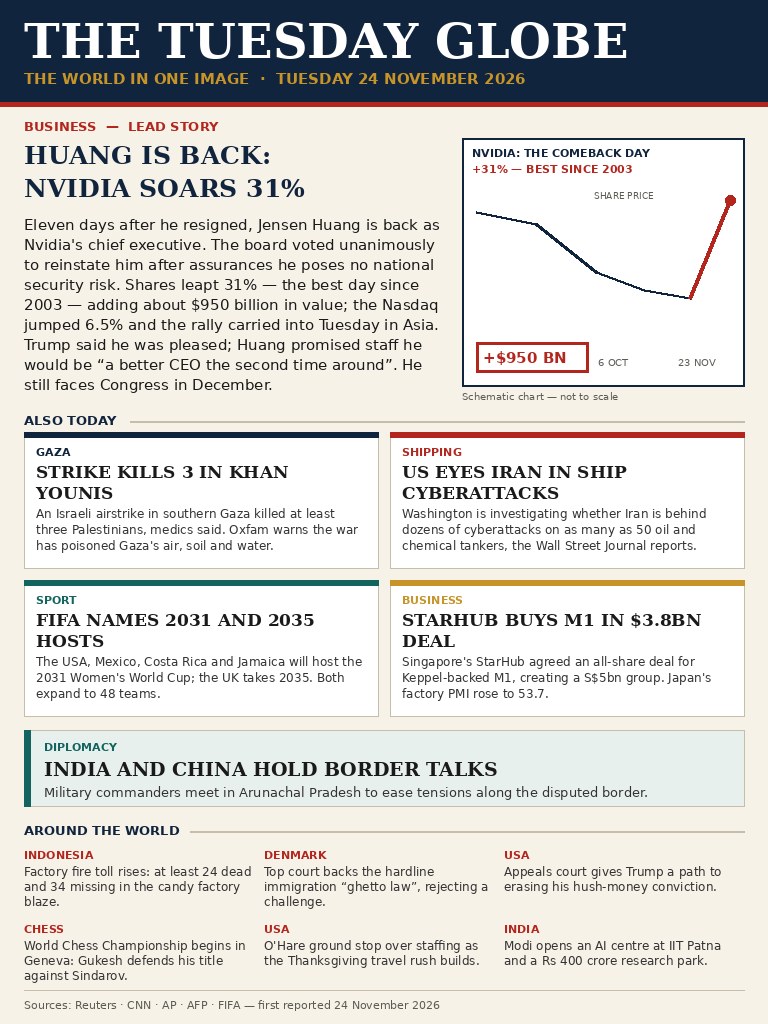 THE TUESDAY GLOBE
THE WORLD IN ONE IMAGE · TUESDAY 24 NOVEMBER 2026
BUSINESS — LEAD STORY
HUANG IS BACK:
NVIDIA SOARS 31%
Eleven days after he resigned, Jensen Huang is back as
Nvidia's chief executive. The board voted unanimously
to reinstate him after assurances he poses no national
security risk. Shares leapt 31% — the best day since
2003 — adding about $950 billion in value; the Nasdaq
jumped 6.5% and the rally carried into Tuesday in Asia.
Trump said he was pleased; Huang promised staff he
would be “a better CEO the second time around”. He
still faces Congress in December.
NVIDIA: THE COMEBACK DAY
+31% — BEST SINCE 2003
SHARE PRICE
+$950 BN
6 OCT
23 NOV
Schematic chart — not to scale
ALSO TODAY
GAZA
STRIKE KILLS 3 IN KHAN
YOUNIS
An Israeli airstrike in southern Gaza killed at least
three Palestinians, medics said. Oxfam warns the war
has poisoned Gaza's air, soil and water.
SHIPPING
US EYES IRAN IN SHIP
CYBERATTACKS
Washington is investigating whether Iran is behind
dozens of cyberattacks on as many as 50 oil and
chemical tankers, the Wall Street Journal reports.
SPORT
FIFA NAMES 2031 AND 2035
HOSTS
The USA, Mexico, Costa Rica and Jamaica will host the
2031 Women's World Cup; the UK takes 2035. Both
expand to 48 teams.
BUSINESS
STARHUB BUYS M1 IN $3.8BN
DEAL
Singapore's StarHub agreed an all-share deal for
Keppel-backed M1, creating a S$5bn group. Japan's
factory PMI rose to 53.7.
DIPLOMACY
INDIA AND CHINA HOLD BORDER TALKS
Military commanders meet in Arunachal Pradesh to ease tensions along the disputed border.
AROUND THE WORLD
INDONESIA
Factory fire toll rises: at least 24 dead
and 34 missing in the candy factory
blaze.
DENMARK
Top court backs the hardline
immigration “ghetto law”, rejecting a
challenge.
USA
Appeals court gives Trump a path to
erasing his hush-money conviction.
CHESS
World Chess Championship begins in
Geneva: Gukesh defends his title
against Sindarov.
USA
O'Hare ground stop over staffing as
the Thanksgiving travel rush builds.
INDIA
Modi opens an AI centre at IIT Patna
and a Rs 400 crore research park.
Sources: Reuters · CNN · AP · AFP · FIFA — first reported 24 November 2026